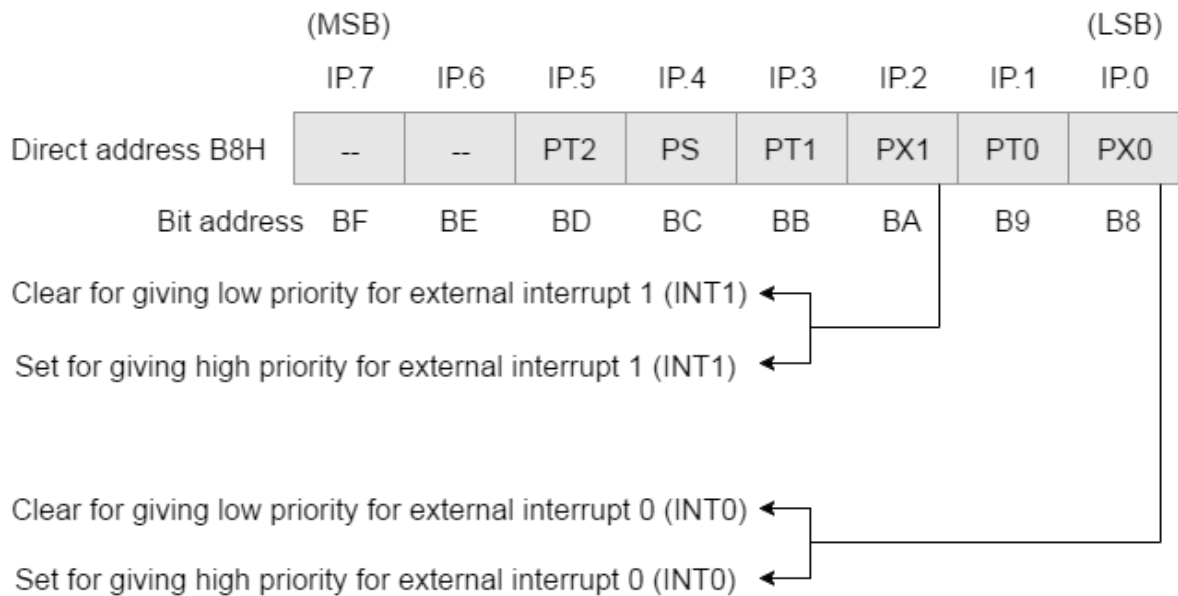 (MSB) (LSB)
IP.7 IP.6 IP.5 IP.4 IP.3 IP.2 IP.1 IP.0
Direct address B8H -- -- PT2 PS PT1 PX1 PT0 PX0
Bit address BF BE BD BC BB BA B9 B8
Clear for giving low priority for external interrupt 1 (INT1)
Set for giving high priority for external interrupt 1 (INT1)
Clear for giving low priority for external interrupt 0 (INT0)
Set for giving high priority for external interrupt 0 (INT0)